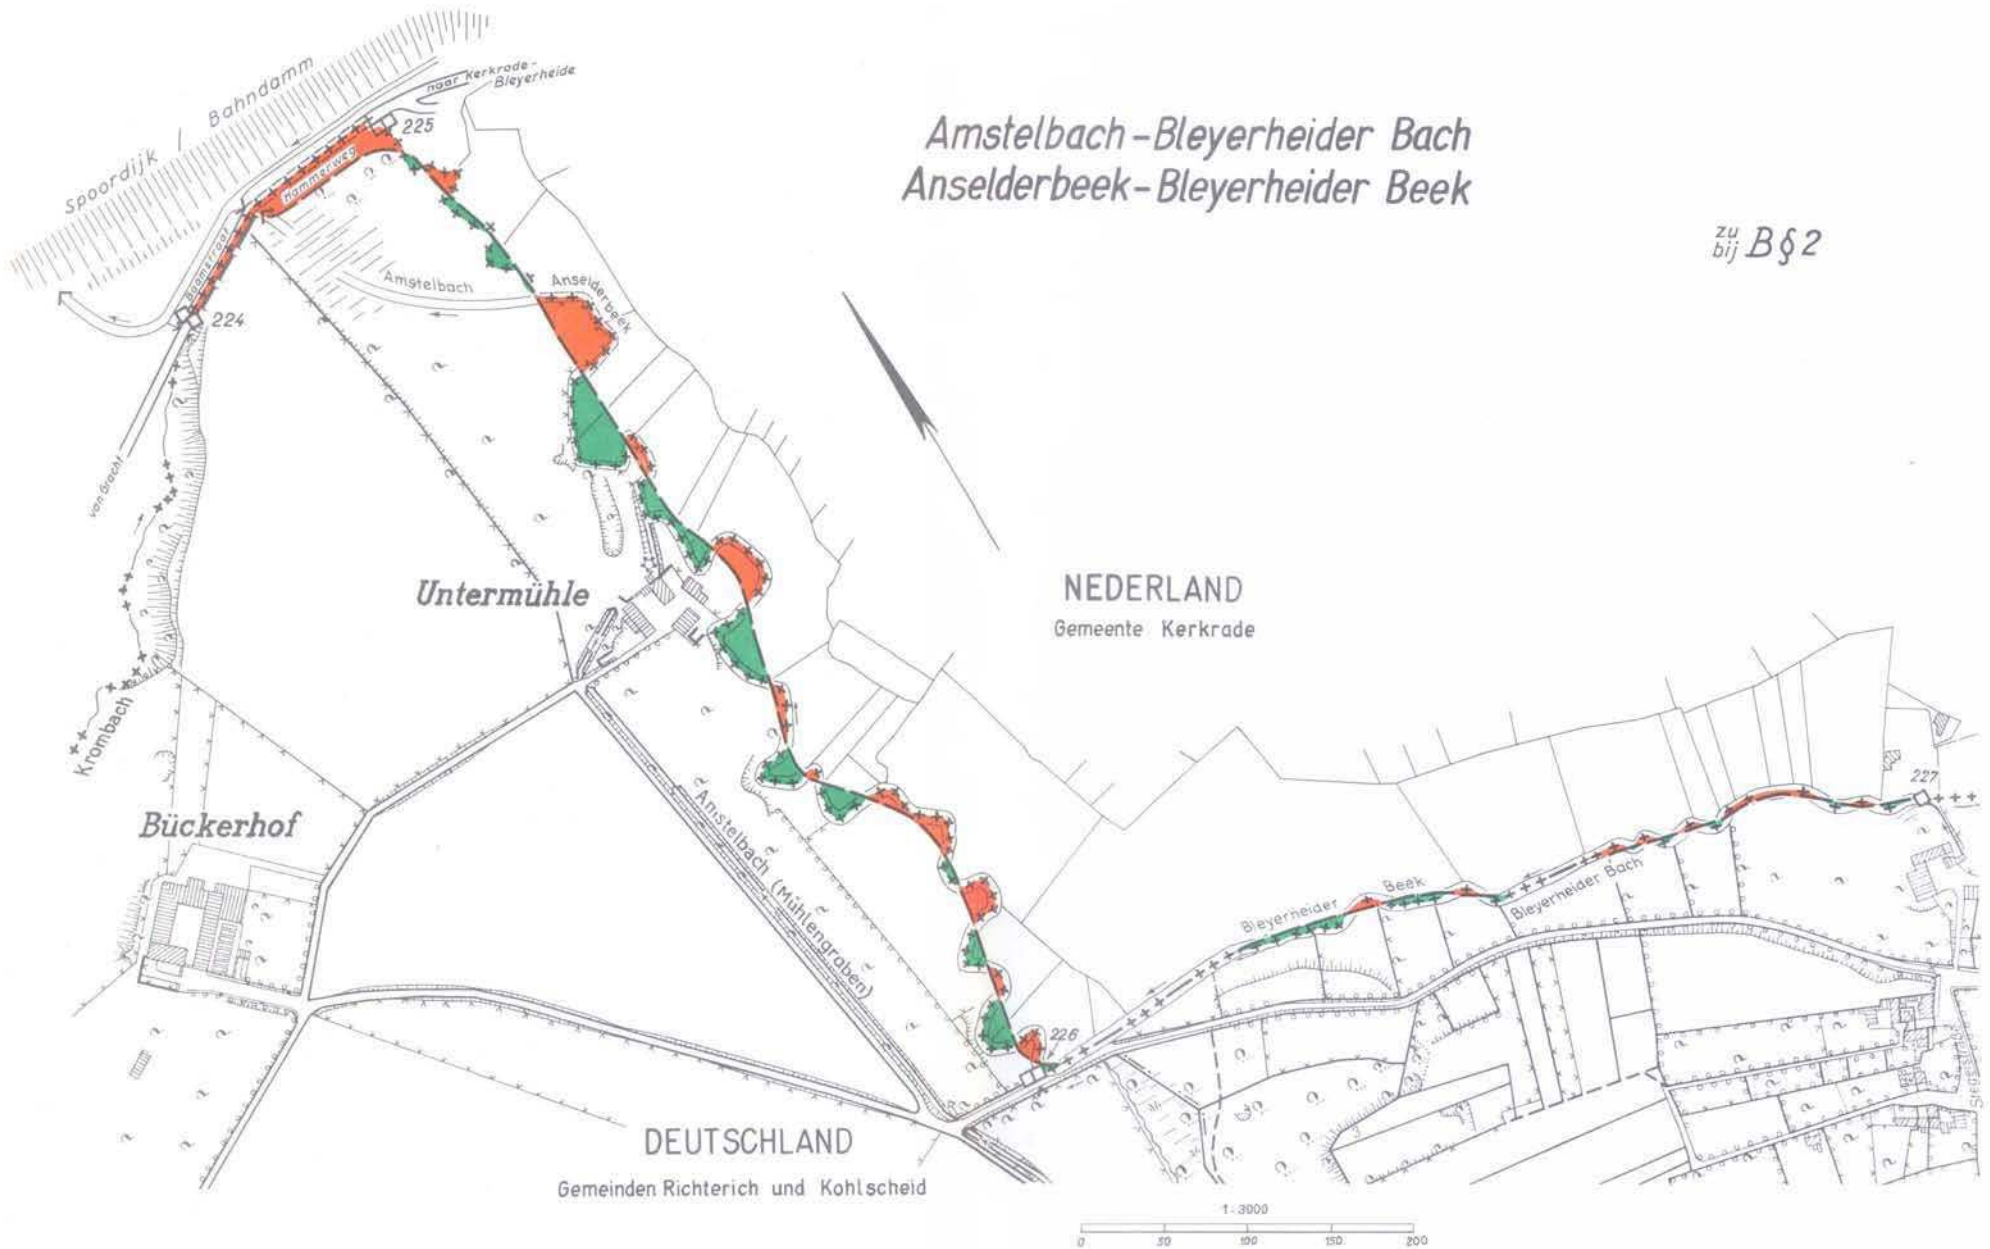 Amstelbach-Bleyerheider Bach
Anselderbeek-Bleyerheider Beek
zu
bij B § 2
Spoordijk | Bahndamm
naar Kerkrade-
Bleyerheide
225
Hammerweg
Baamstraat
224
Amstelbach
Anselderbeek
van Gracht
Untermühle
NEDERLAND
Gemeente Kerkrade
Krombach
Bückerhof
Amstelbach (Mühlengraben)
227
Bleyerheider Beek
Bleyerheider Bach
226
DEUTSCHLAND
Gemeinden Richterich und Kohlscheid
1:3000
0 50 100 150 200